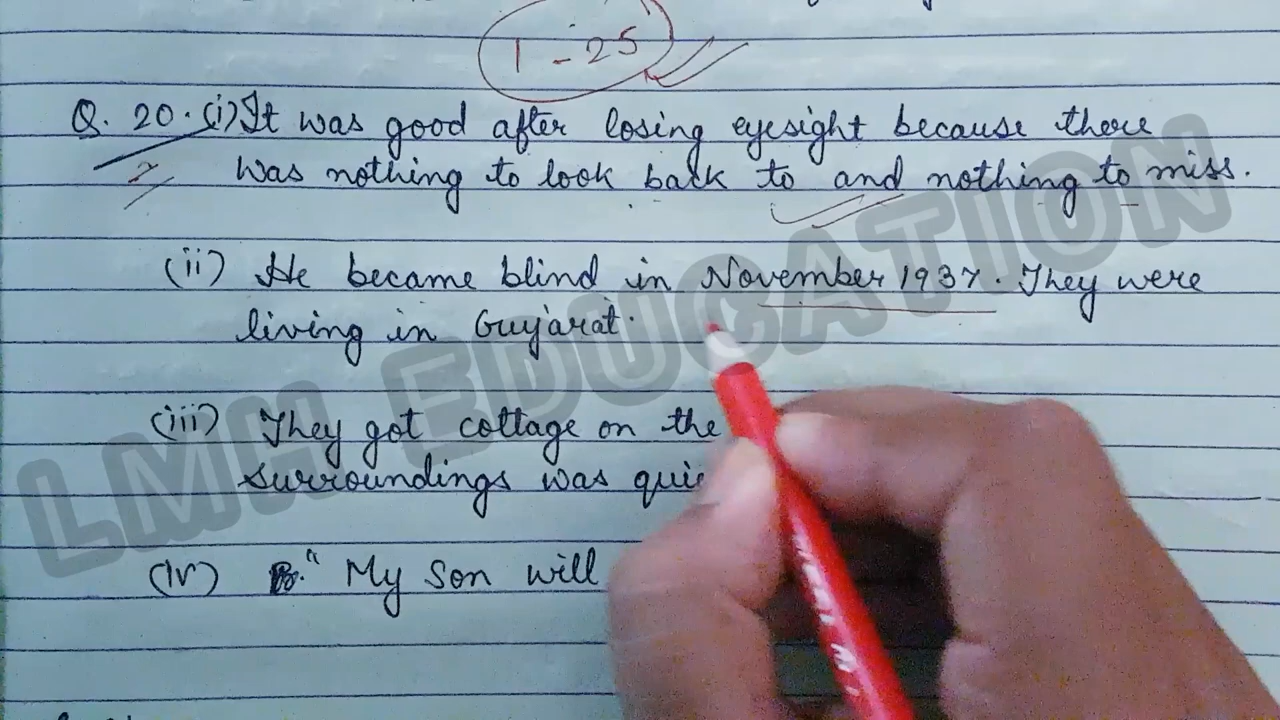 1 - 25
Q. 20. (i) It was good after losing eyesight because there
was nothing to look back to and nothing to miss.
(ii) He became blind in November 1937. They were
living in Gujarat.
(iii) They got cottage on the
surroundings was
(iv) " My Son will
LMH EDUCATION